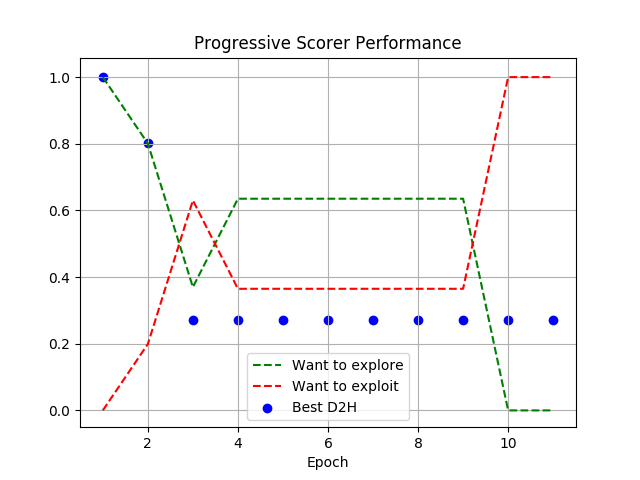 Progressive Scorer Performance
1.0
0.8
0.6
0.4
0.2
0.0
Want to explore
Want to exploit
Best D2H
2 4 6 8 10
Epoch